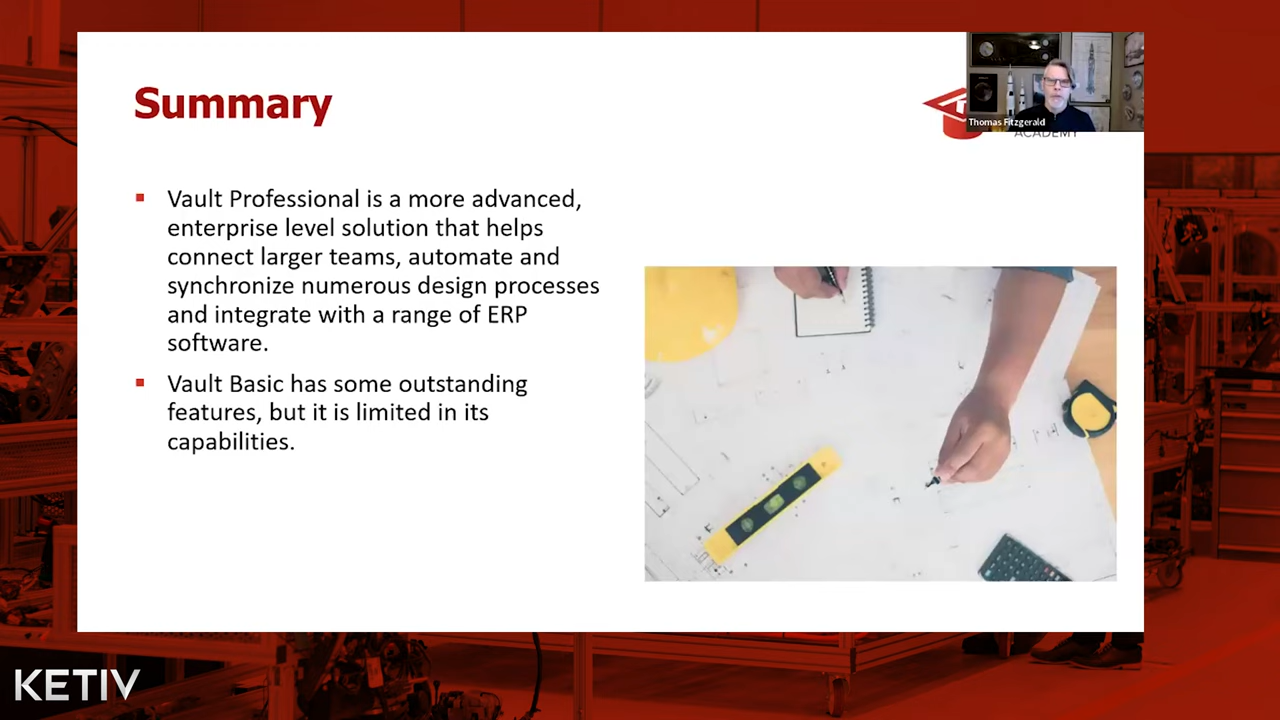 Summary
Thomas Fitzgerald
ACADEMY
Vault Professional is a more advanced,
enterprise level solution that helps
connect larger teams, automate and
synchronize numerous design processes
and integrate with a range of ERP
software.
Vault Basic has some outstanding
features, but it is limited in its
capabilities.
KETIV